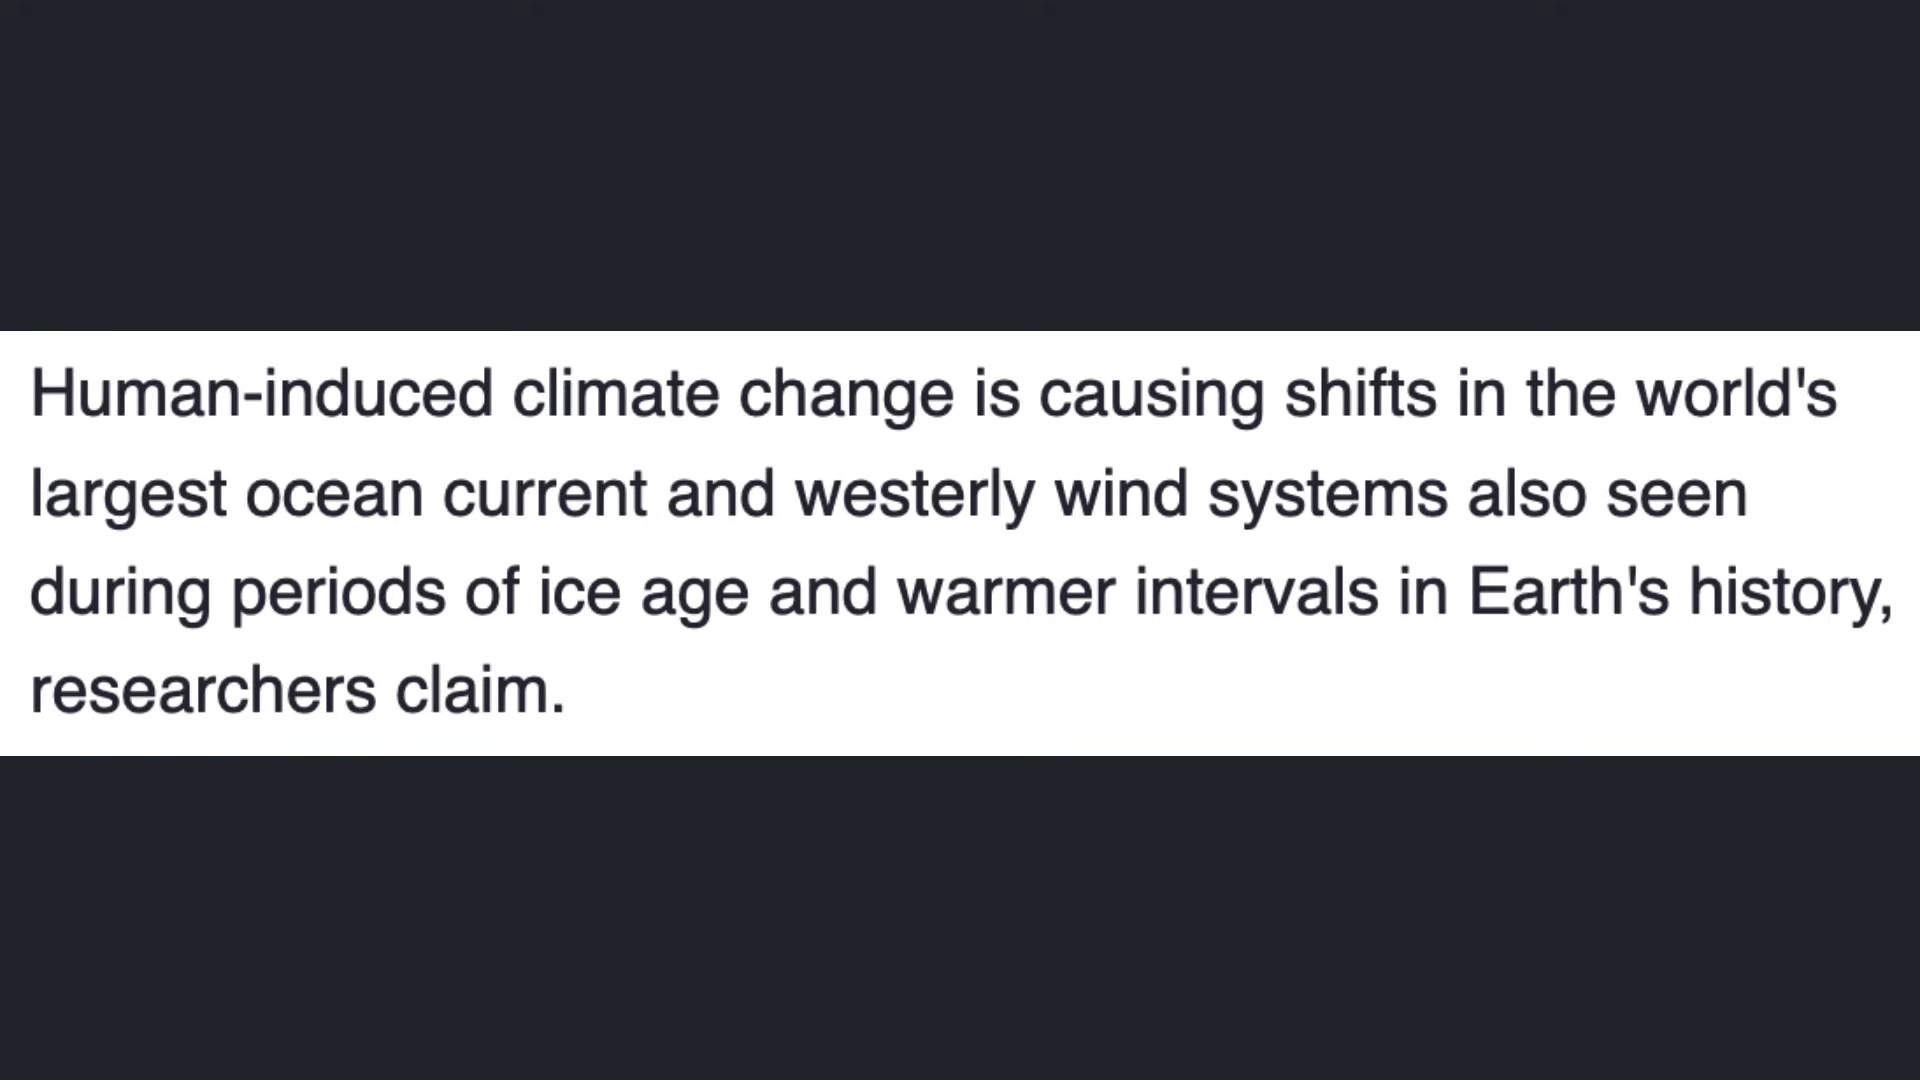 Human-induced climate change is causing shifts in the world's
largest ocean current and westerly wind systems also seen
during periods of ice age and warmer intervals in Earth's history,
researchers claim.